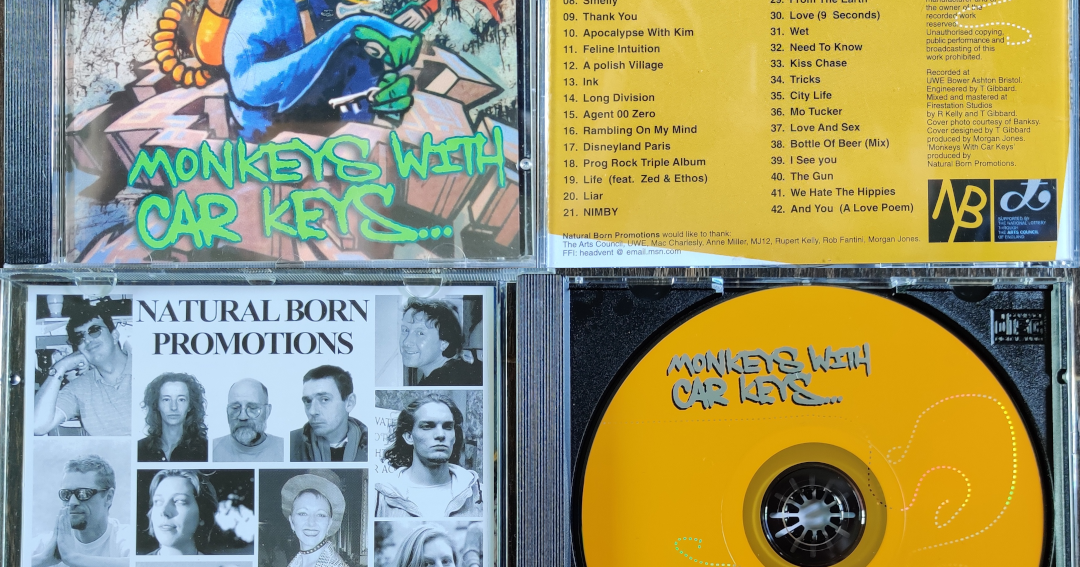 MONKEYS WITH
CAR KEYS...
08. Smelly
09. Thank You
10. Apocalypse With Kim
11. Feline Intuition
12. A polish Village
13. Ink
14. Long Division
15. Agent 00 Zero
16. Rambling On My Mind
17. Disneyland Paris
18. Prog Rock Triple Album
19. Life (feat. Zed & Ethos)
20. Liar
21. NIMBY
29. From The Earth
30. Love (9 Seconds)
31. Wet
32. Need To Know
33. Kiss Chase
34. Tricks
35. City Life
36. Mo Tucker
37. Love And Sex
38. Bottle Of Beer (Mix)
39. I See you
40. The Gun
41. We Hate The Hippies
42. And You (A Love Poem)
the owner of the
recorded work
reserved.
Unauthorised copying,
public performance and
broadcasting of this
work prohibited.
Recorded at
UWE Bower Ashton Bristol.
Engineered by T Gibbard.
Mixed and mastered at
Firestation Studios
by R Kelly and T Gibbard.
Cover photo courtesy of Banksy.
Cover designed by T Gibbard
produced by Morgan Jones.
'Monkeys With Car Keys'
produced by
Natural Born Promotions.
NB
SUPPORTED BY
THE NATIONAL LOTTERY
THROUGH
THE ARTS COUNCIL
OF ENGLAND
Natural Born Promotions would like to thank:
The Arts Council, UWE, Mac Charlesly, Anne Miller, MJ12, Rupert Kelly, Rob Fantini, Morgan Jones.
FFI: headvent @ email.msn.com
NATURAL BORN
PROMOTIONS
MONKEYS WITH
CAR KEYS...